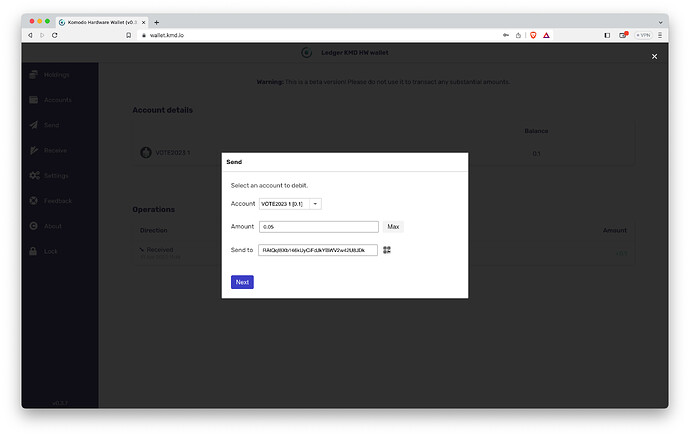 Komodo Hardware Wallet (v0.3
wallet.kmd.io
VPN
Ledger KMD HW wallet
Holdings
Accounts
Send
Receive
Settings
Feedback
About
Lock
v0.3.7
Warning: This is a beta version! Please do not use it to transact any substantial amounts.
Account details
Balance
VOTE2023 1
0.1
Operations
Direction
Amount
Received
Send
Select an account to debit.
Account
VOTE2023 1 [0.1]
Amount
0.05
Max
Send to
Next